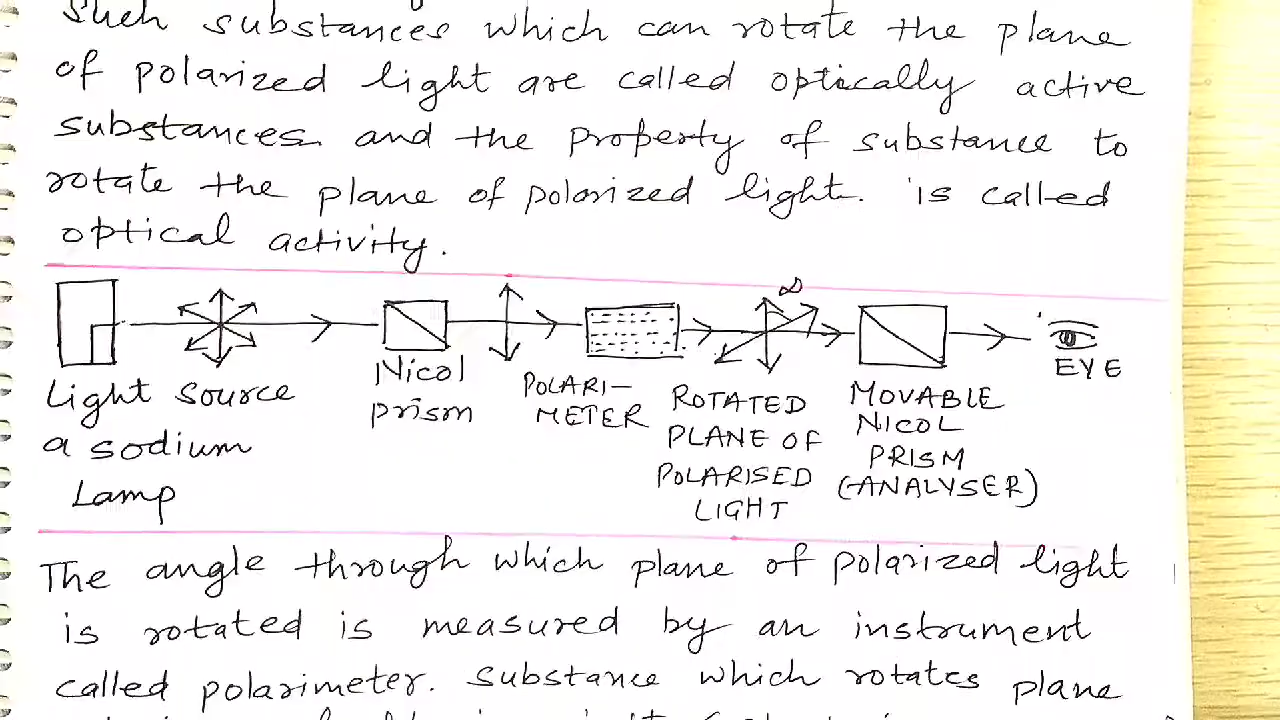 Such substances which can rotate the plane
of polarized light are called optically active
substances and the property of substance to
rotate the plane of polarized light. is called
optical activity.
∞
Light Source
a sodium
Lamp
Nicol
prism
POLARI-
METER
ROTATED
PLANE OF
POLARISED
LIGHT
MOVABLE
NICOL
PRISM
(ANALYSER)
EYE
The angle through which plane of polarized light
is rotated is measured by an instrument
called polarimeter. Substance which rotates plane